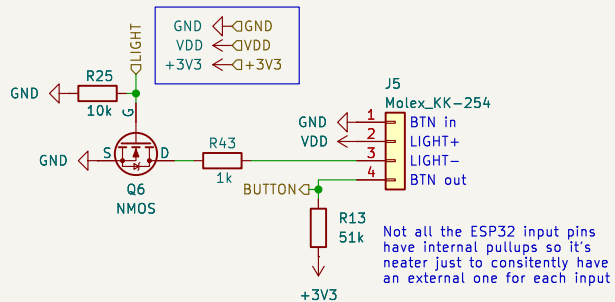 LIGHT
GND
GND
VDD
VDD
+3V3
+3V3
R25
GND
10k
G
J5
Molex_KK-254
GND
1
BTN in
VDD
2
LIGHT+
3
LIGHT-
4
BTN out
GND
S
D
R43
1k
Q6
NMOS
BUTTON
R13
51k
+3V3
Not all the ESP32 input pins
have internal pullups so it's
neater just to consitently have
an external one for each input